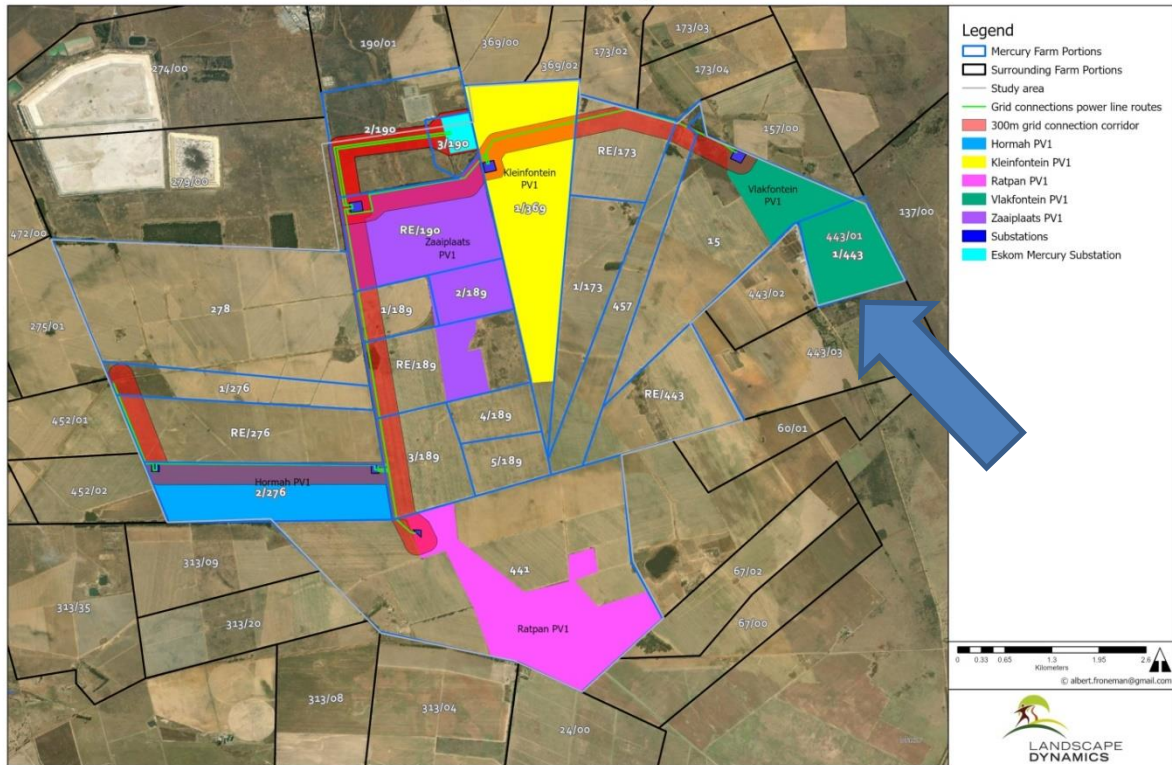 190/01
369/00
369/02
173/02
173/03
173/04
274/00
2/190
3/190
157/00
279/00
RE/173
Kleinfontein
PV1
1/369
Vlakfontein
PV1
137/00
472/00
RE/190
Zaaiplaats
PV1
15
443/01
1/443
278
1/189
2/189
1/173
457
443/02
275/01
RE/189
443/03
1/276
4/189
RE/443
452/01
RE/276
3/189
5/189
60/01
452/02
Hormah PV1
2/276
313/09
441
67/02
313/35
313/20
Ratpan PV1
67/00
313/08
313/04
24/00
Legend
Mercury Farm Portions
Surrounding Farm Portions
Study area
Grid connections power line routes
300m grid connection corridor
Hormah PV1
Kleinfontein PV1
Ratpan PV1
Vlakfontein PV1
Zaaiplaats PV1
Substations
Eskom Mercury Substation
0 0.33 0.65 1.3 1.95 2.6
Kilometers
© albert.froneman@gmail.com
LANDSCAPE
DYNAMICS